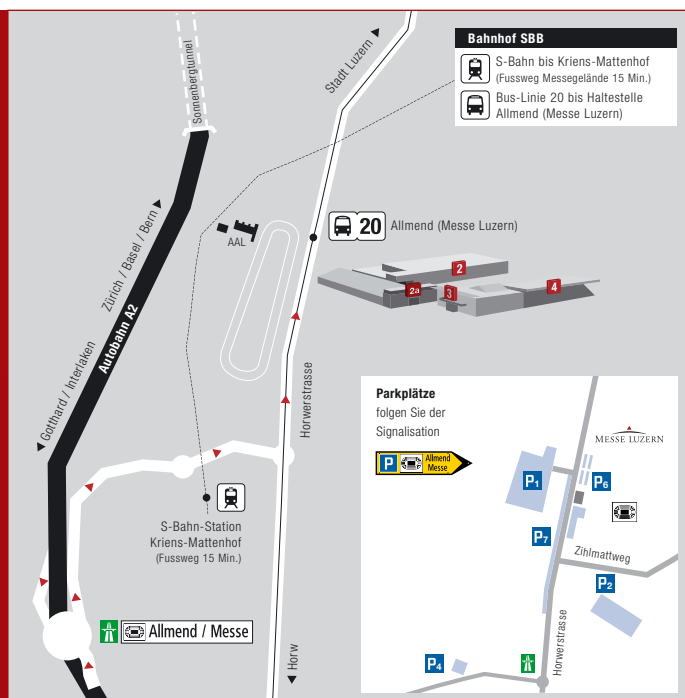 Sonnenbergtunnel
Stadt Luzern
Bahnhof SBB
S-Bahn bis Kriens-Mattenhof
(Fussweg Messegelände 15 Min.)
Bus-Linie 20 bis Haltestelle
Allmend (Messe Luzern)
Zürich / Basel / Bern
AAL
20
Allmend (Messe Luzern)
2
2a
3
4
Autobahn A2
Gotthard / Interlaken
Horwerstrasse
Parkplätze
folgen Sie der
Signalisation
P
Allmend
Messe
MESSE LUZERN
P1
P6
P7
Zihlmattweg
P2
Horwerstrasse
P4
S-Bahn-Station
Kriens-Mattenhof
(Fussweg 15 Min.)
Allmend / Messe
Horw